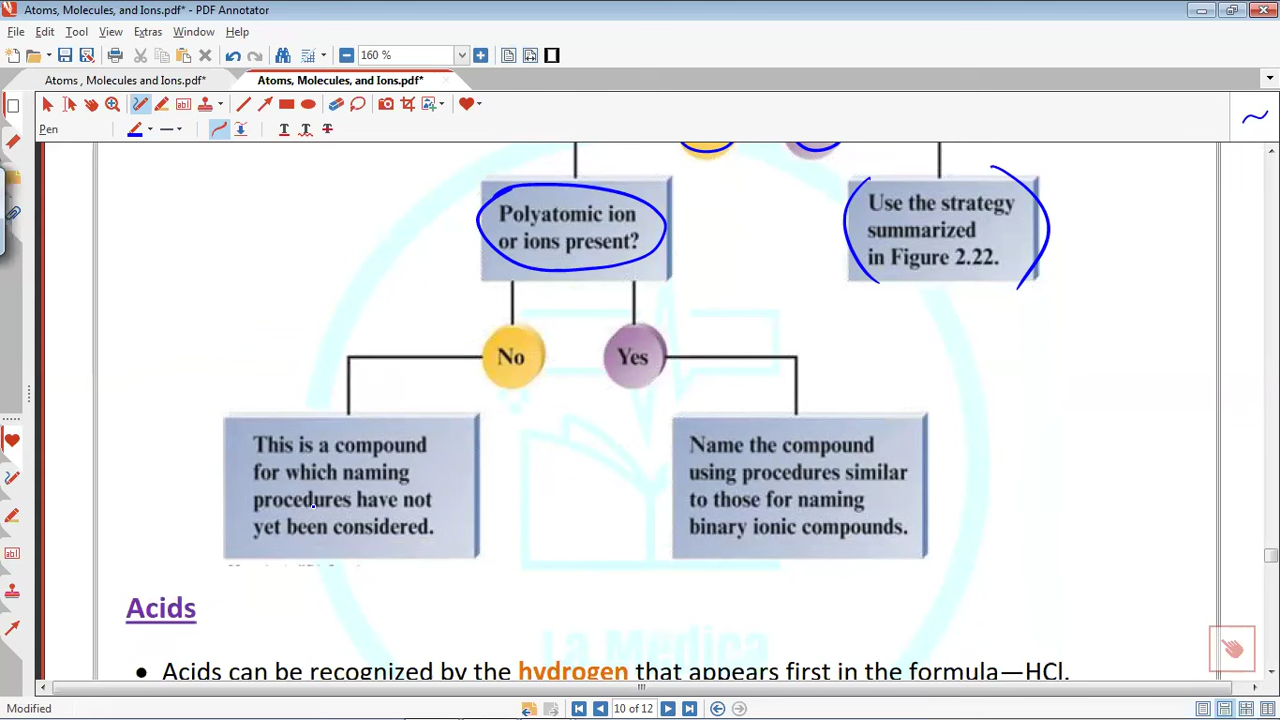 Atoms, Molecules, and Ions.pdf* - PDF Annotator
File Edit Tool View Extras Window Help
160 %
Atoms , Molecules and Ions.pdf*
Atoms, Molecules, and Ions.pdf*
Pen
Polyatomic ion
or ions present?
Use the strategy
summarized
in Figure 2.22.
No
Yes
This is a compound
for which naming
procedures have not
yet been considered.
Name the compound
using procedures similar
to those for naming
binary ionic compounds.
Acids
La Medica
• Acids can be recognized by the hydrogen that appears first in the formula—HCl.
Modified
10 of 12